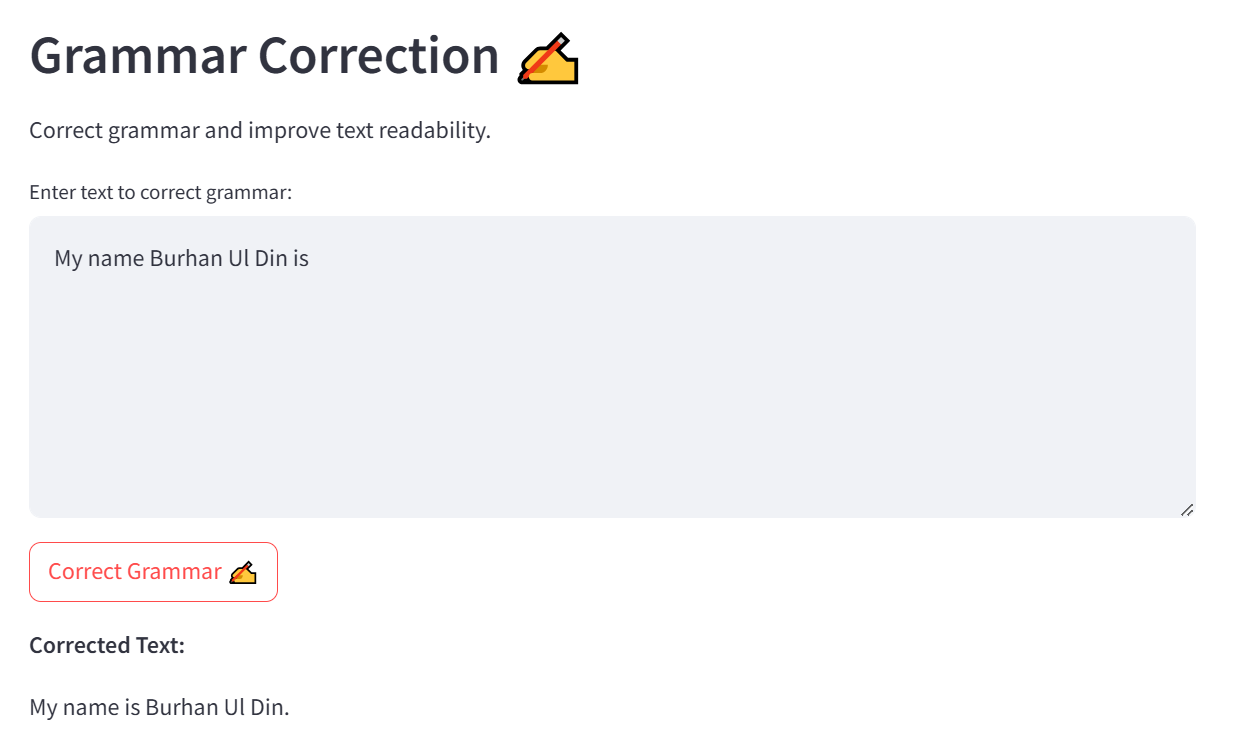 Grammar Correction ✍️
Correct grammar and improve text readability.
Enter text to correct grammar:
My name Burhan Ul Din is
Correct Grammar ✍️
Corrected Text:
My name is Burhan Ul Din.